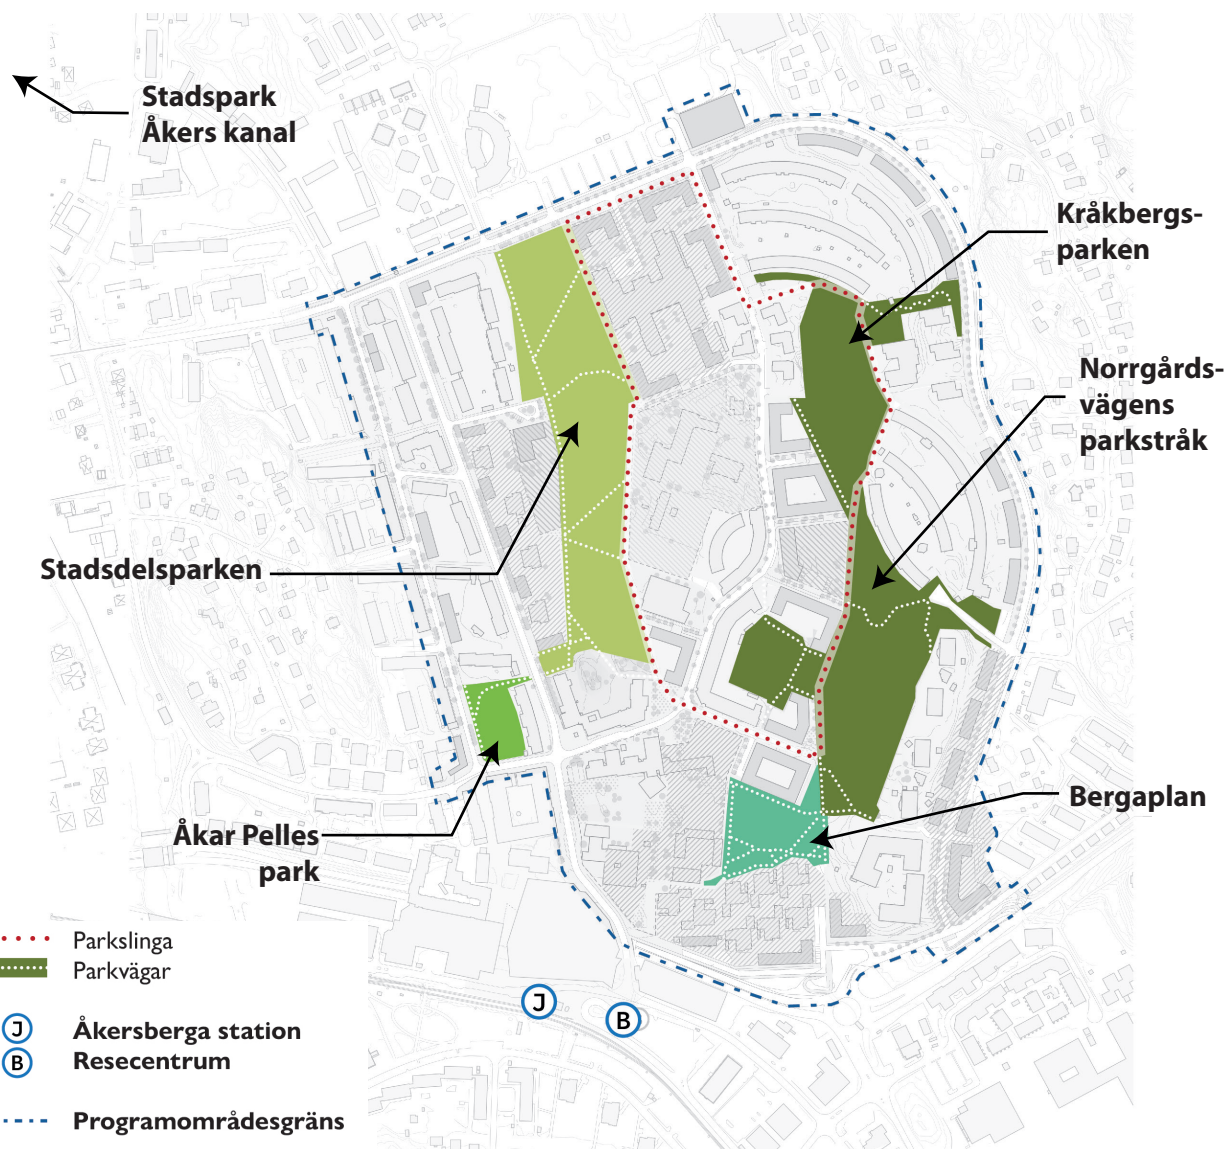 Stadspark
Åkers kanal
Kråkbergs-
parken
Norrgårds-
vägens
parkstråk
Stadsdelsparken
Bergaplan
Åkar Pelles
park
Parkslinga
Parkvägar
J
Åkersberga station
B
Resecentrum
Programområdesgräns
J
B